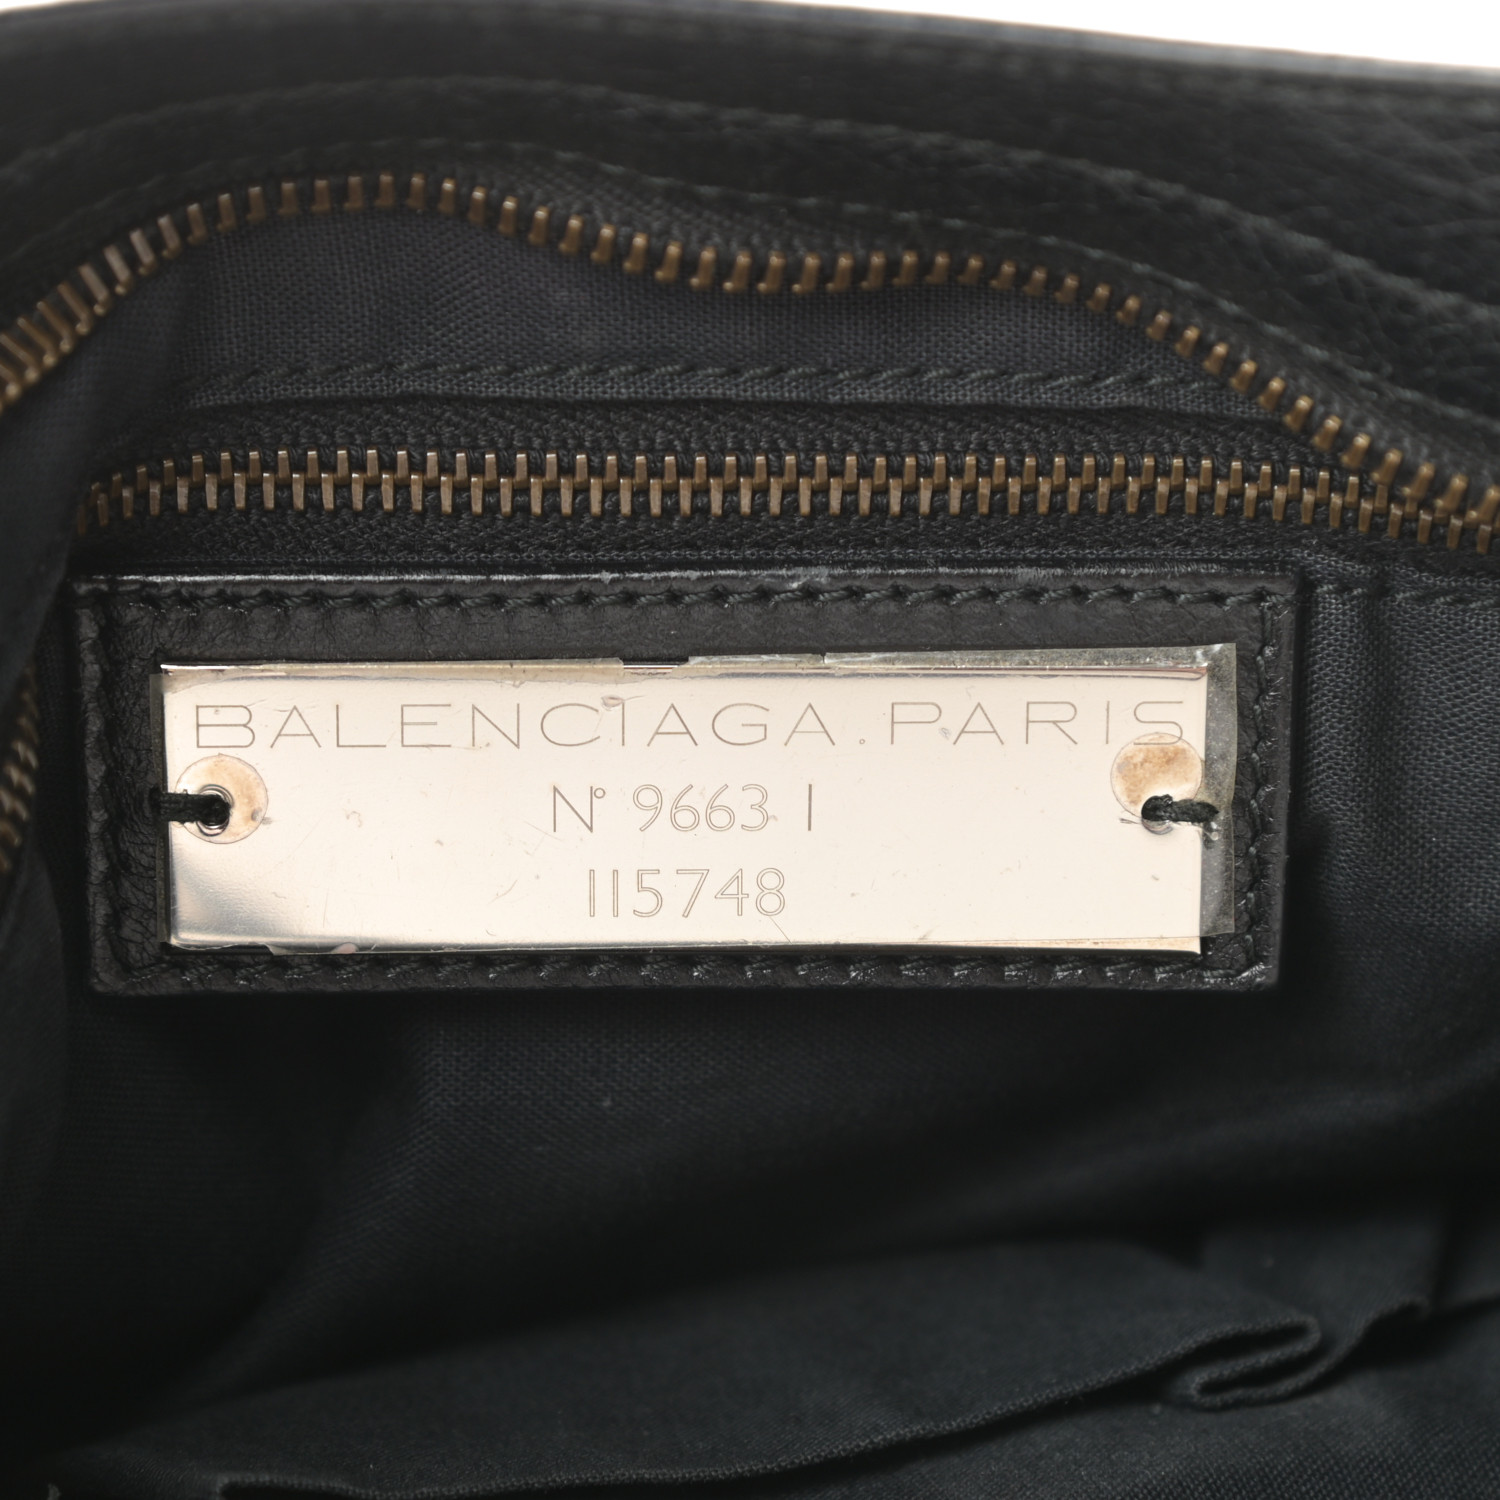 BALENCIAGA.PARIS
N° 9663 I
115748